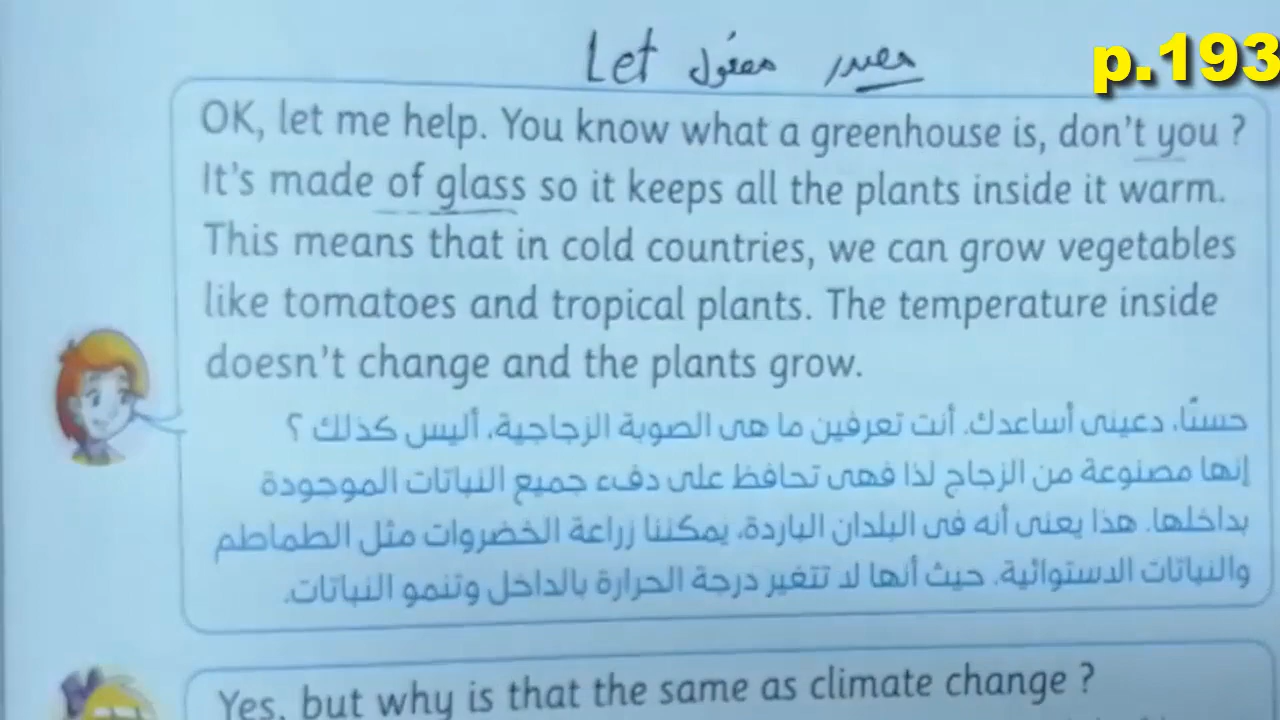 Let مفعول مصدر
p.193
OK, let me help. You know what a greenhouse is, don't you ?
It's made of glass so it keeps all the plants inside it warm.
This means that in cold countries, we can grow vegetables
like tomatoes and tropical plants. The temperature inside
doesn't change and the plants grow.
حسنًا، دعينى أساعدك. أنت تعرفين ما هى الصوبة الزجاجية، أليس كذلك ؟
إنها مصنوعة من الزجاج لذا فهى تحافظ على دفء جميع النباتات الموجودة
بداخلها. هذا يعنى أنه فى البلدان الباردة، يمكننا زراعة الخضروات مثل الطماطم
والنباتات الاستوائية. حيث أنها لا تتغير درجة الحرارة بالداخل وتنمو النباتات.
Yes, but why is that the same as climate change ?